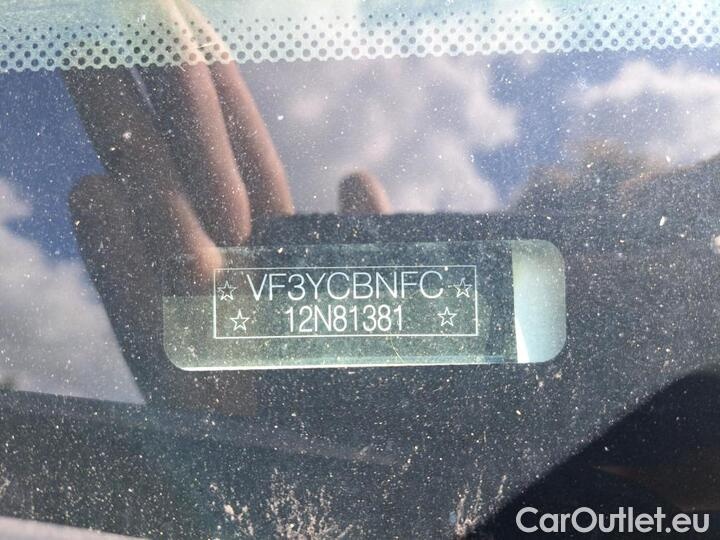 ☆ VF3YCBNFC ☆
☆ 12N81381 ☆
CarOutlet.eu